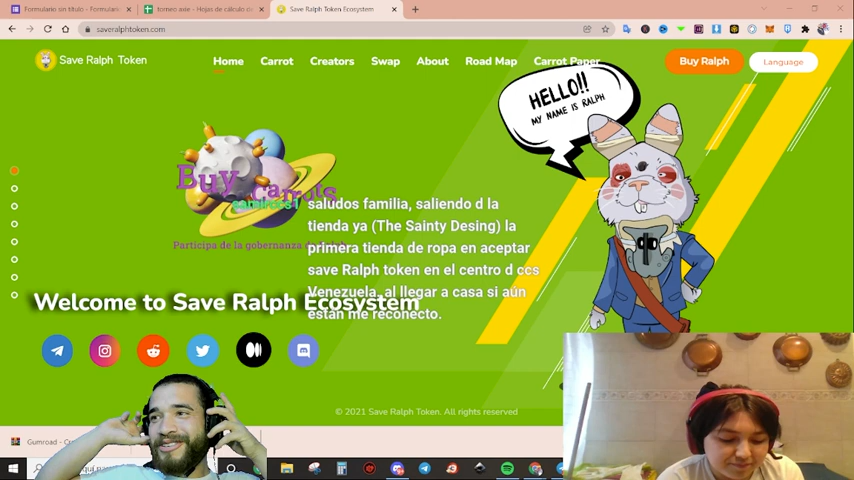 Formulario sin título - Formulario
torneo aoe - Hojas de cálculo d
Save Ralph Token Ecosystem
saveralphtoken.com
Save Ralph Token
Home Carrot Creators Swap About Road Map Carrot Paper
Buy Ralph
Language
HELLO!!
MY NAME IS RALPH
Buy Carrots
Participa de la gobernanza
saludos familia, saliendo d la
tienda ya (The Sainty Desing) la
primera tienda de ropa en aceptar
save Ralph token en el centro d ccs
Venezuela, al llegar a casa si aún
están me reconecto.
Welcome to Save Ralph Ecosystem
© 2021 Save Ralph Token. All rights reserved
Gumroad